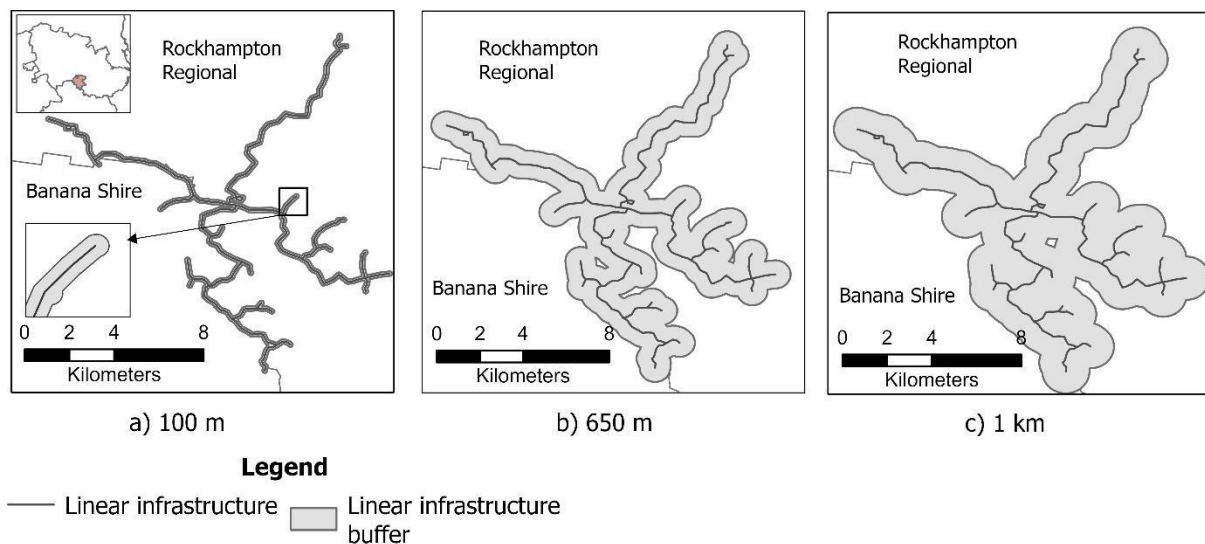 Rockhampton
Regional
Banana Shire
0 2 4 8
Kilometers
a) 100 m
Rockhampton
Regional
Banana Shire
0 2 4 8
Kilometers
b) 650 m
Rockhampton
Regional
Banana Shire
0 2 4 8
Kilometers
c) 1 km
Legend
Linear infrastructure
Linear infrastructure
buffer